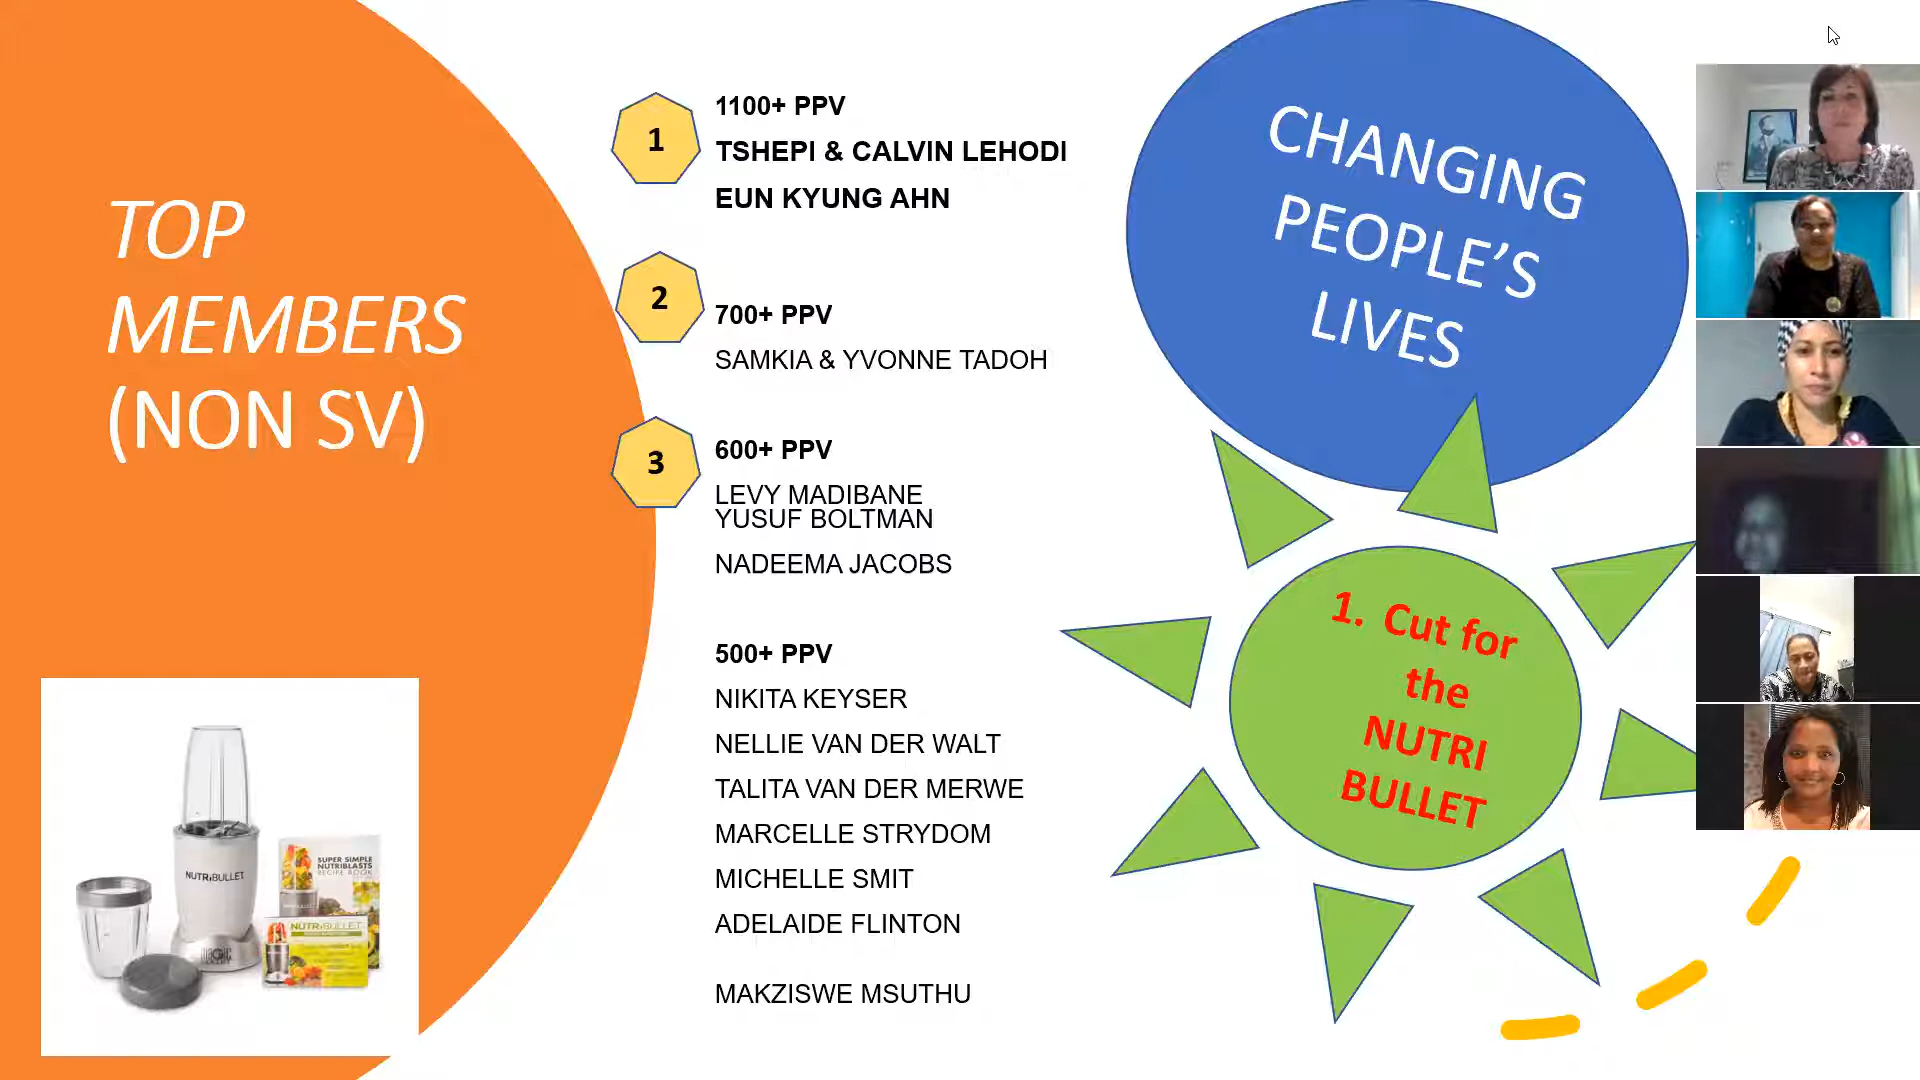 TOP
MEMBERS
(NON SV)
1
1100+ PPV
TSHEPI & CALVIN LEHODI
EUN KYUNG AHN
2
700+ PPV
SAMKIA & YVONNE TADOH
3
600+ PPV
LEVY MADIBANE
YUSUF BOLTMAN
NADEEMA JACOBS
500+ PPV
NIKITA KEYSER
NELLIE VAN DER WALT
TALITA VAN DER MERWE
MARCELLE STRYDOM
MICHELLE SMIT
ADELAIDE FLINTON
MAKZISWE MSUTHU
CHANGING
PEOPLE’S
LIVES
1. Cut for
the
NUTRI
BULLET
NUTRiBULLET
SUPER SIMPLE
NUTRIBLASTS
RECIPE BOOK
NUTRiBULLET
magic